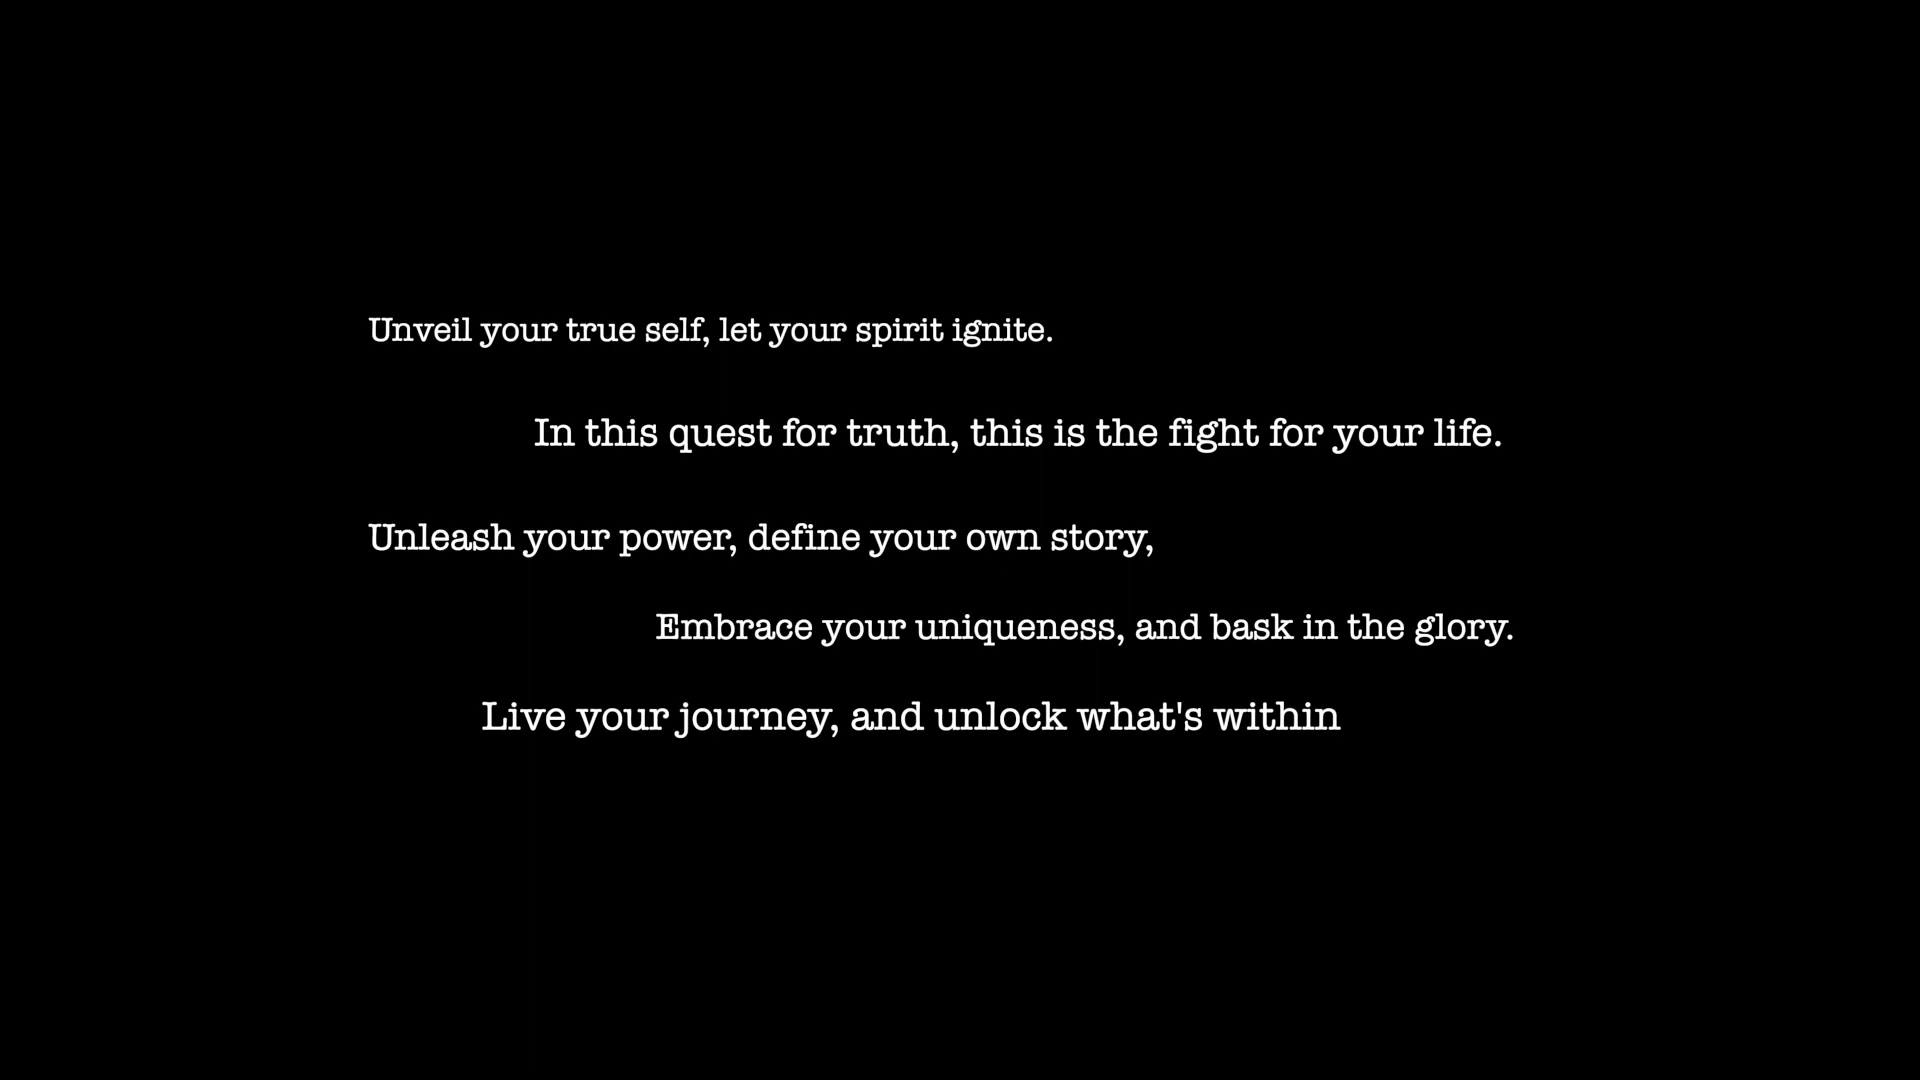 Unveil your true self, let your spirit ignite.
In this quest for truth, this is the fight for your life.
Unleash your power, define your own story,
Embrace your uniqueness, and bask in the glory.
Live your journey, and unlock what's within